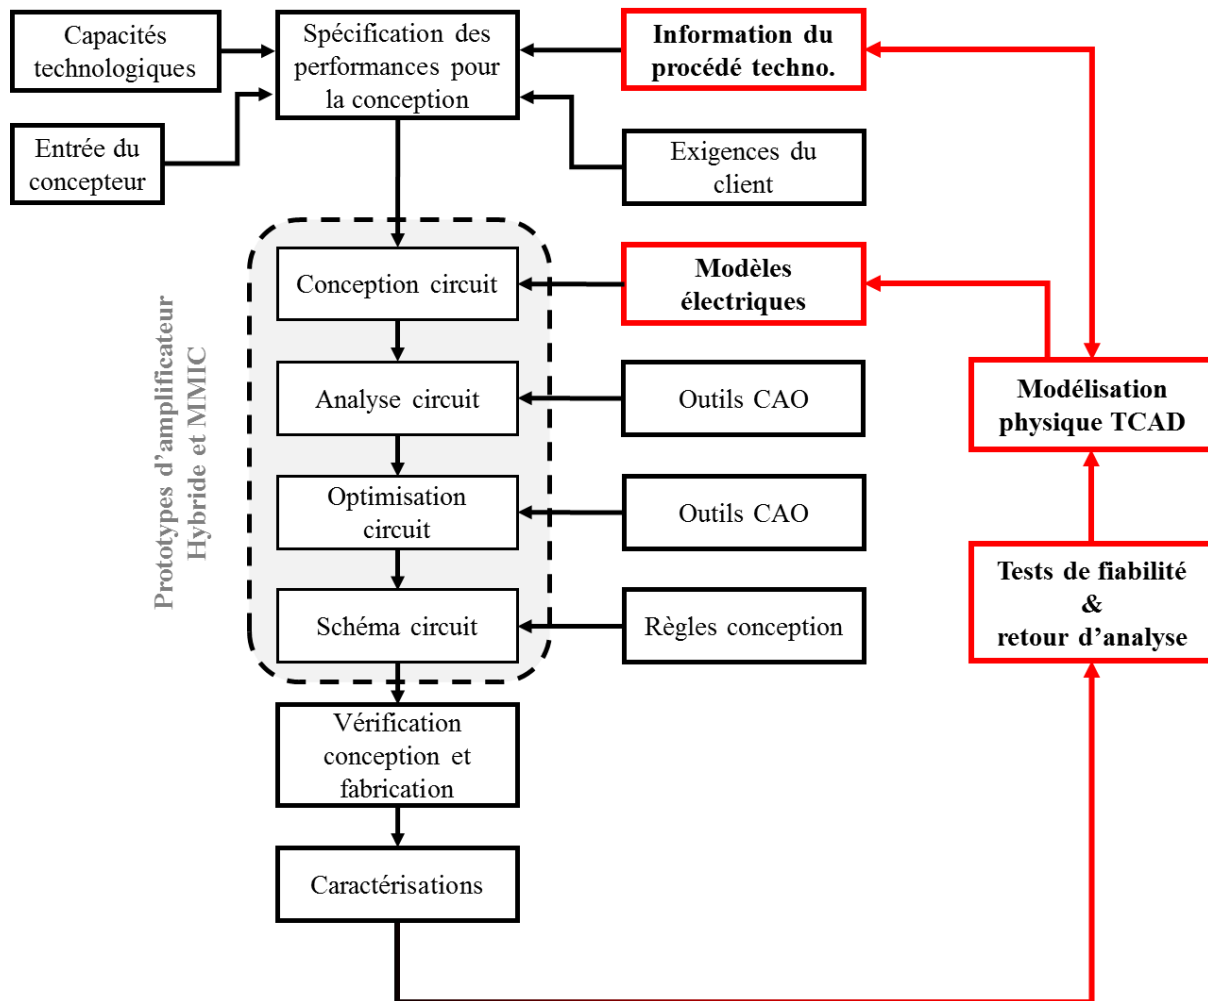 Capacités
technologiques
Spécification des
performances pour
la conception
Information du
procédé techno.
Entrée du
concepteur
Exigences du
client
Prototypes d’amplificateur
Hybride et MMIC
Conception circuit
Modèles
électriques
Analyse circuit
Outils CAO
Modélisation
physique TCAD
Optimisation
circuit
Outils CAO
Tests de fiabilité
&
retour d’analyse
Schéma circuit
Règles conception
Vérification
conception et
fabrication
Caractérisations